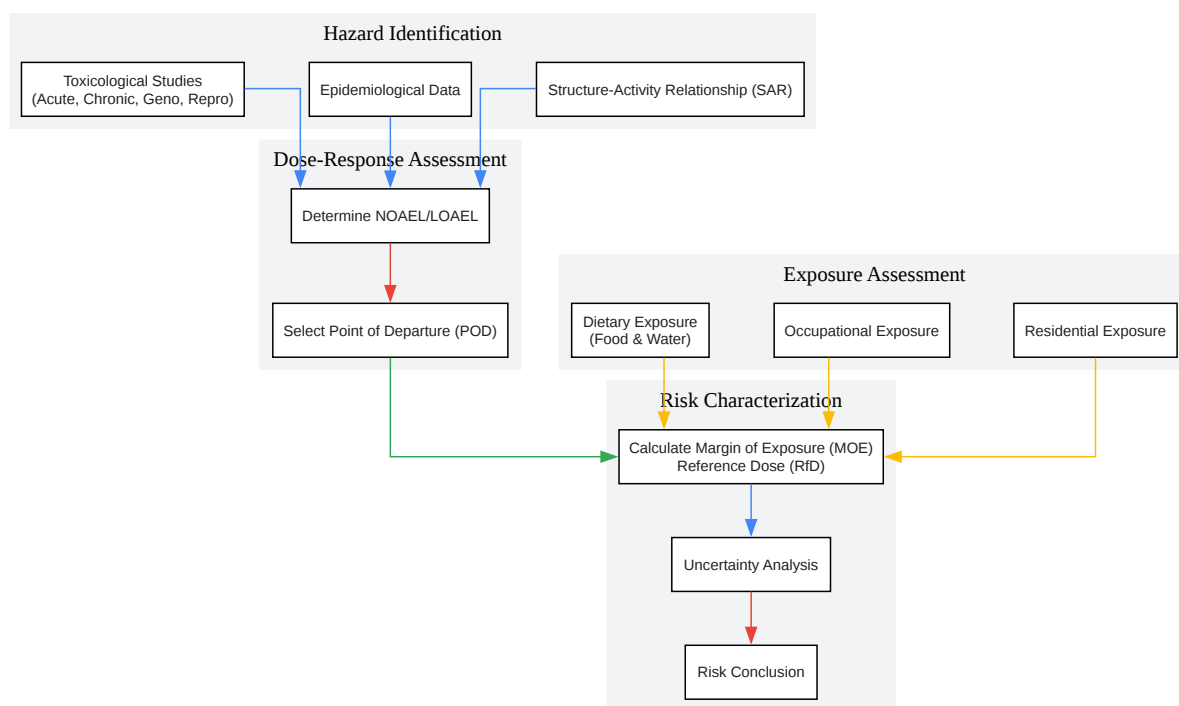 Hazard Identification
Toxicological Studies
(Acute, Chronic, Geno, Repro)
Epidemiological Data
Structure-Activity Relationship (SAR)
Dose-Response Assessment
Determine NOAEL/LOAEL
Select Point of Departure (POD)
Exposure Assessment
Dietary Exposure
(Food & Water)
Occupational Exposure
Residential Exposure
Risk Characterization
Calculate Margin of Exposure (MOE)
Reference Dose (RfD)
Uncertainty Analysis
Risk Conclusion